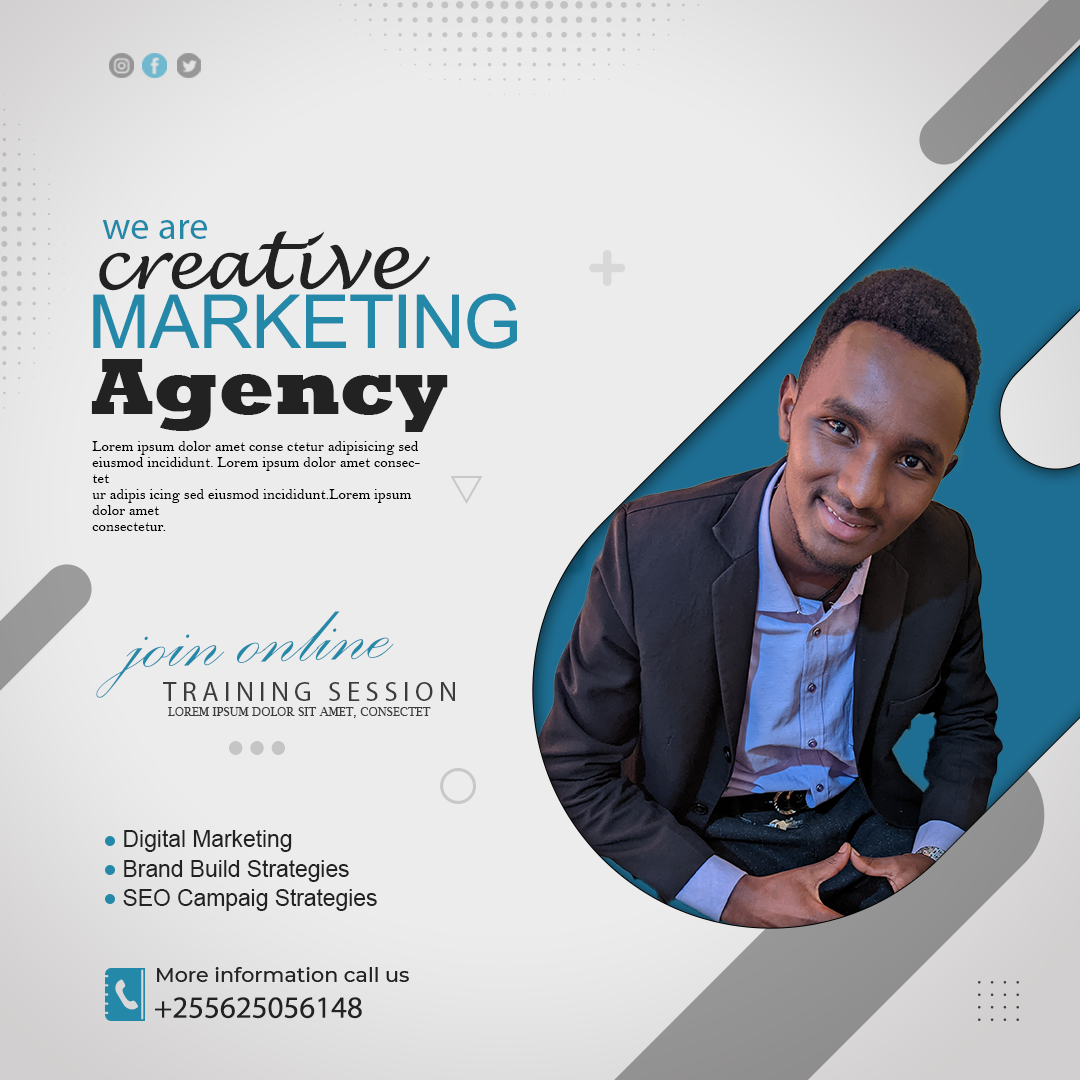 we are
creative
MARKETING
Agency
Lorem ipsum dolor amet conse ctetur adipisicing sed
eiusmod incididunt. Lorem ipsum dolor amet consec-
tet
ur adipis icing sed eiusmod incididunt.Lorem ipsum
dolor amet
consectetur.
join online
TRAINING SESSION
LOREM IPSUM DOLOR SIT AMET, CONSECTET
Digital Marketing
Brand Build Strategies
SEO Campaig Strategies
More information call us
+255625056148